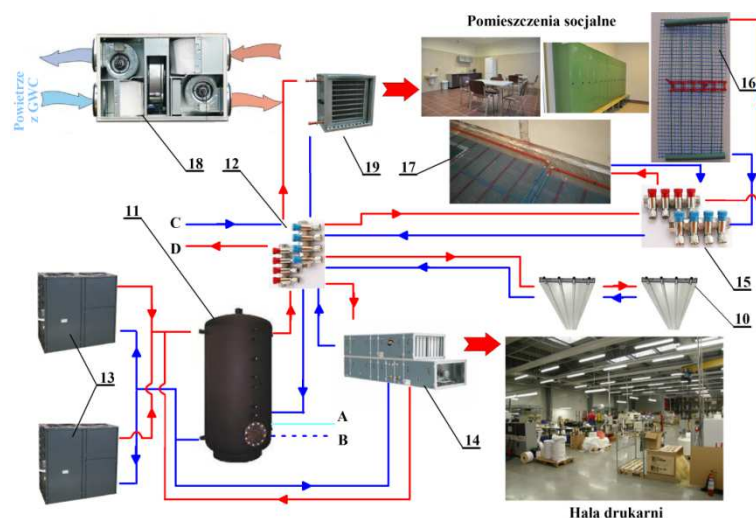 Pomieszczenia socjalne
Powietrze
z GWC
18
19
16
17
12
C
D
11
15
10
13
A
B
14
Hala drukarni